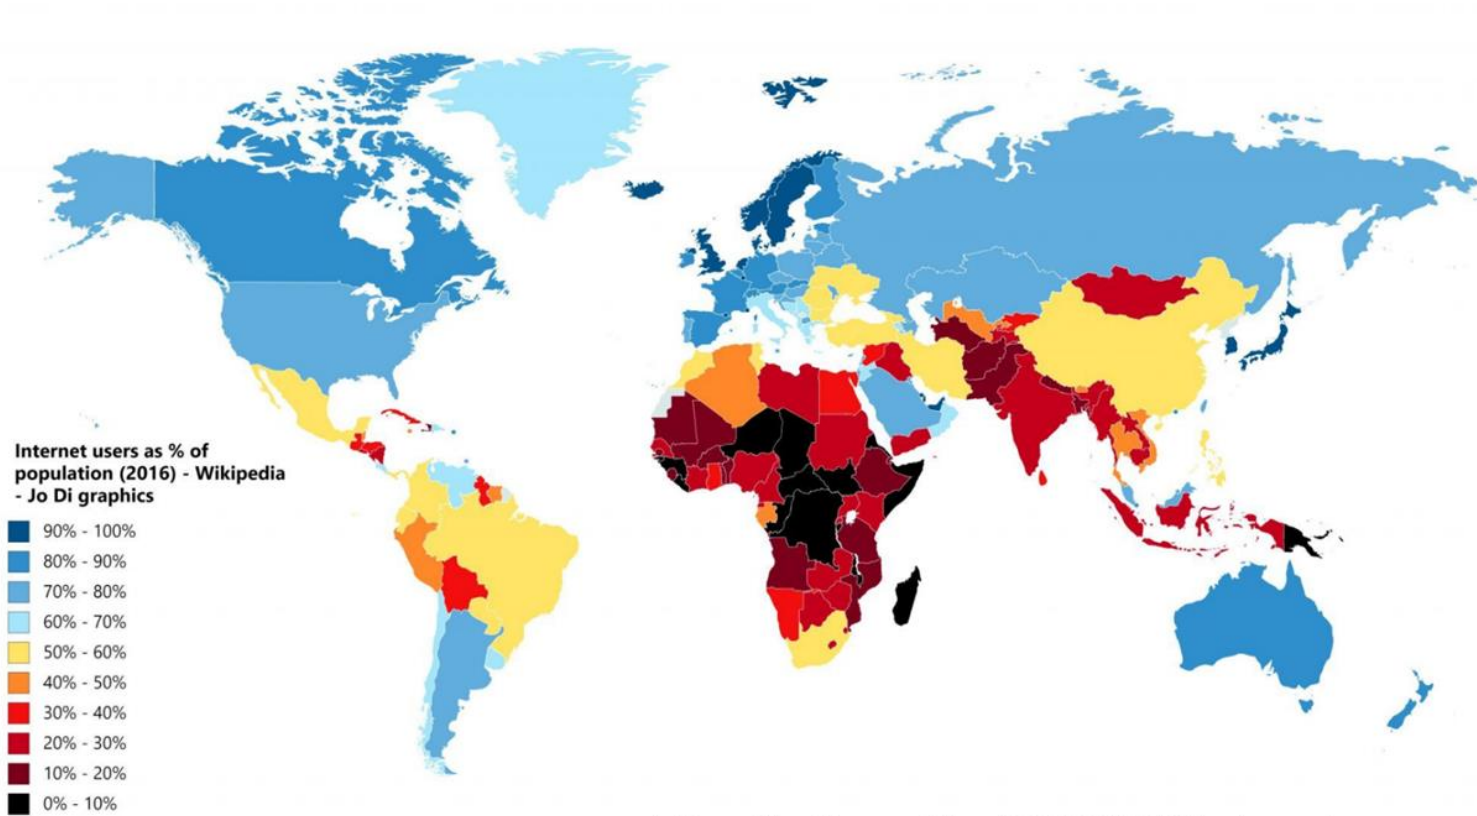 Internet users as % of
population (2016) - Wikipedia
- Jo Di graphics
90% - 100%
80% - 90%
70% - 80%
60% - 70%
50% - 60%
40% - 50%
30% - 40%
20% - 30%
10% - 20%
0% - 10%